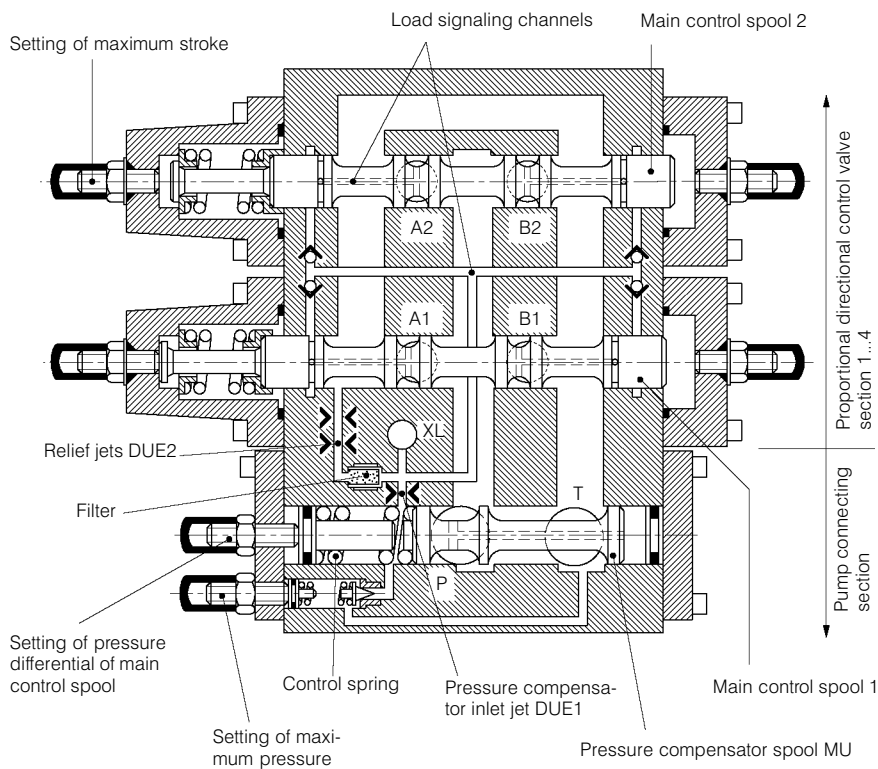 Load signaling channels
Main control spool 2
Setting of maximum stroke
A2
B2
A1
B1
Proportional directional control valve
section 1...4
XL
Relief jets DUE2
Filter
T
P
Pump connecting
section
Setting of pressure
differential of main
control spool
Control spring
Pressure compensa-
tor inlet jet DUE1
Main control spool 1
Setting of maxi-
mum pressure
Pressure compensator spool MU